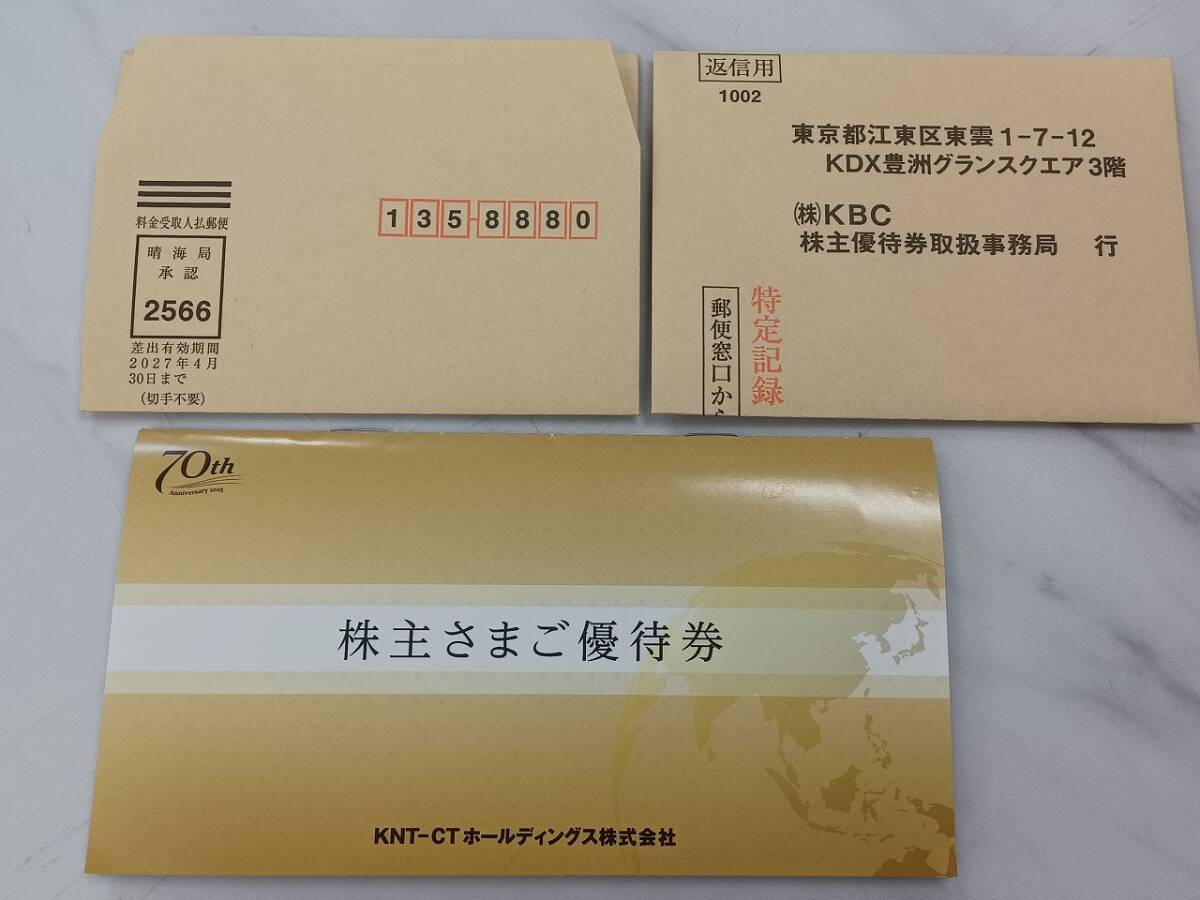 料金受取人払郵便
晴海局
承認
2566
差出有効期間
2027年4月
30日まで
(切手不要)
135-8880
返信用
1002
東京都江東区東雲1-7-12
KDX豊洲グランスクエア3階
(株)KBC
株主優待券取扱事務局 行
特定記録
郵便窓口から
70th
Anniversary 2025
株主さまご優待券
KNT-CTホールディングス株式会社